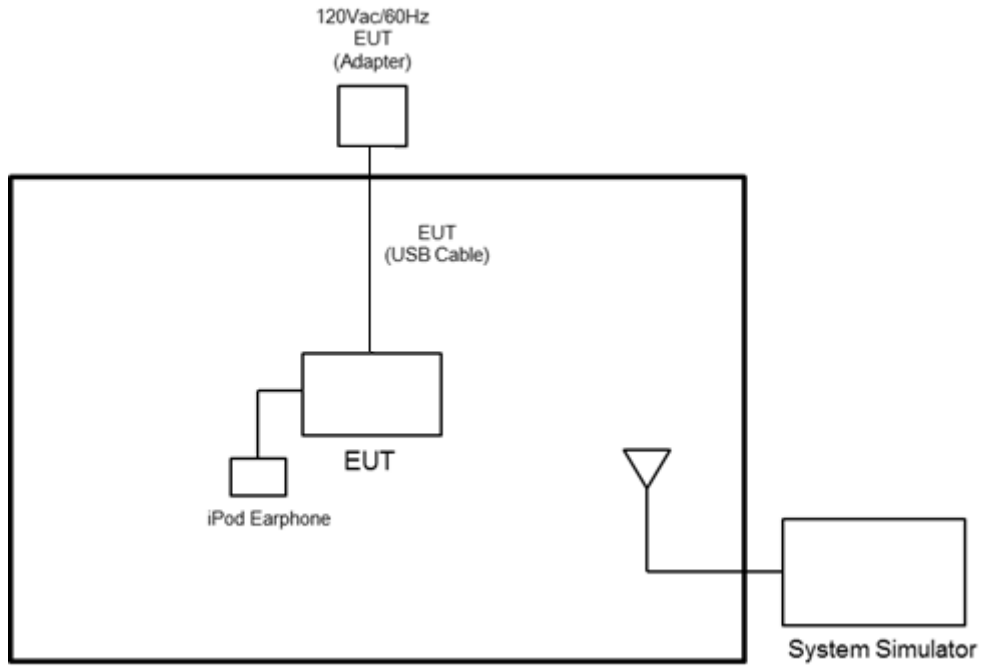 120Vac/60Hz
EUT
(Adapter)
EUT
(USB Cable)
EUT
iPod Earphone
System Simulator